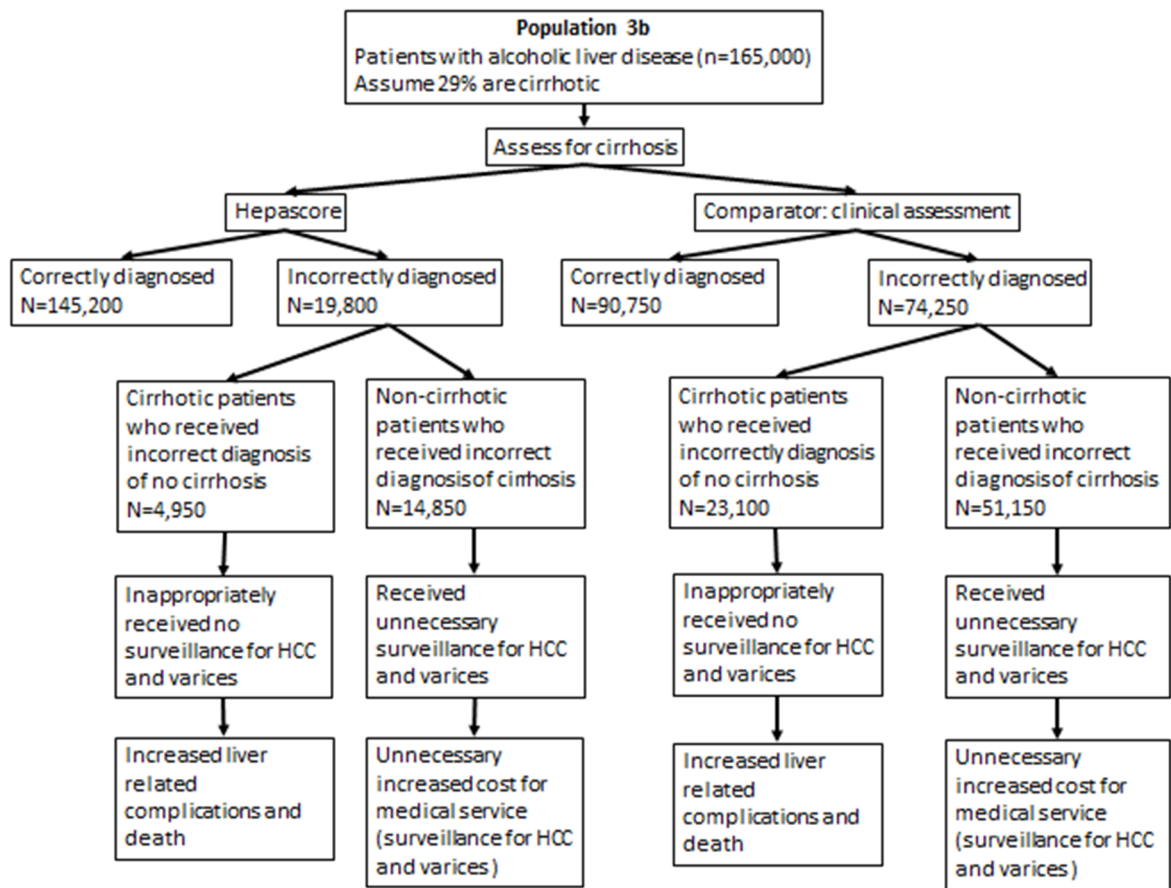 Population 3b
Patients with alcoholic liver disease (n=165,000)
Assume 29% are cirrhotic
Assess for cirrhosis
Hepascore
Comparator: clinical assessment
Correctly diagnosed
N=145,200
Incorrectly diagnosed
N=19,800
Correctly diagnosed
N=90,750
Incorrectly diagnosed
N=74,250
Cirrhotic patients
who received
incorrect diagnosis
of no cirrhosis
N=4,950
Non-cirrhotic
patients who
received incorrect
diagnosis of cirrhosis
N=14,850
Cirrhotic patients
who received
incorrectly diagnosis
of no cirrhosis
N=23,100
Non-cirrhotic
patients who
received incorrect
diagnosis of cirrhosis
N=51,150
Inappropriately
received no
surveillance for HCC
and varices
Received
unnecessary
surveillance for HCC
and varices
Inappropriately
received no
surveillance for HCC
and varices
Received
unnecessary
surveillance for HCC
and varices
Increased liver
related
complications and
death
Unnecessary
increased cost for
medical service
(surveillance for HCC
and varices)
Increased liver
related
complications and
death
Unnecessary
increased cost for
medical service
(surveillance for HCC
and varices)